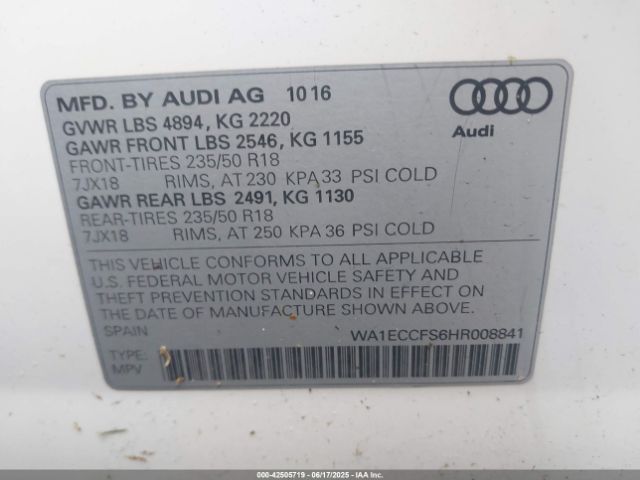 MFD. BY AUDI AG 10 16
GVWR LBS 4894, KG 2220
GAWR FRONT LBS 2546, KG 1155
FRONT-TIRES 235/50 R18
7JX18 RIMS, AT 230 KPA 33 PSI COLD
GAWR REAR LBS 2491, KG 1130
REAR-TIRES 235/50 R18
7JX18 RIMS, AT 250 KPA 36 PSI COLD
Audi
THIS VEHICLE CONFORMS TO ALL APPLICABLE
U.S. FEDERAL MOTOR VEHICLE SAFETY AND
THEFT PREVENTION STANDARDS IN EFFECT ON
THE DATE OF MANUFACTURE SHOWN ABOVE.
SPAIN WA1ECCFS6HR008841
TYPE:
MPV
000-42505719 - 06/17/2025 - IAA Inc.